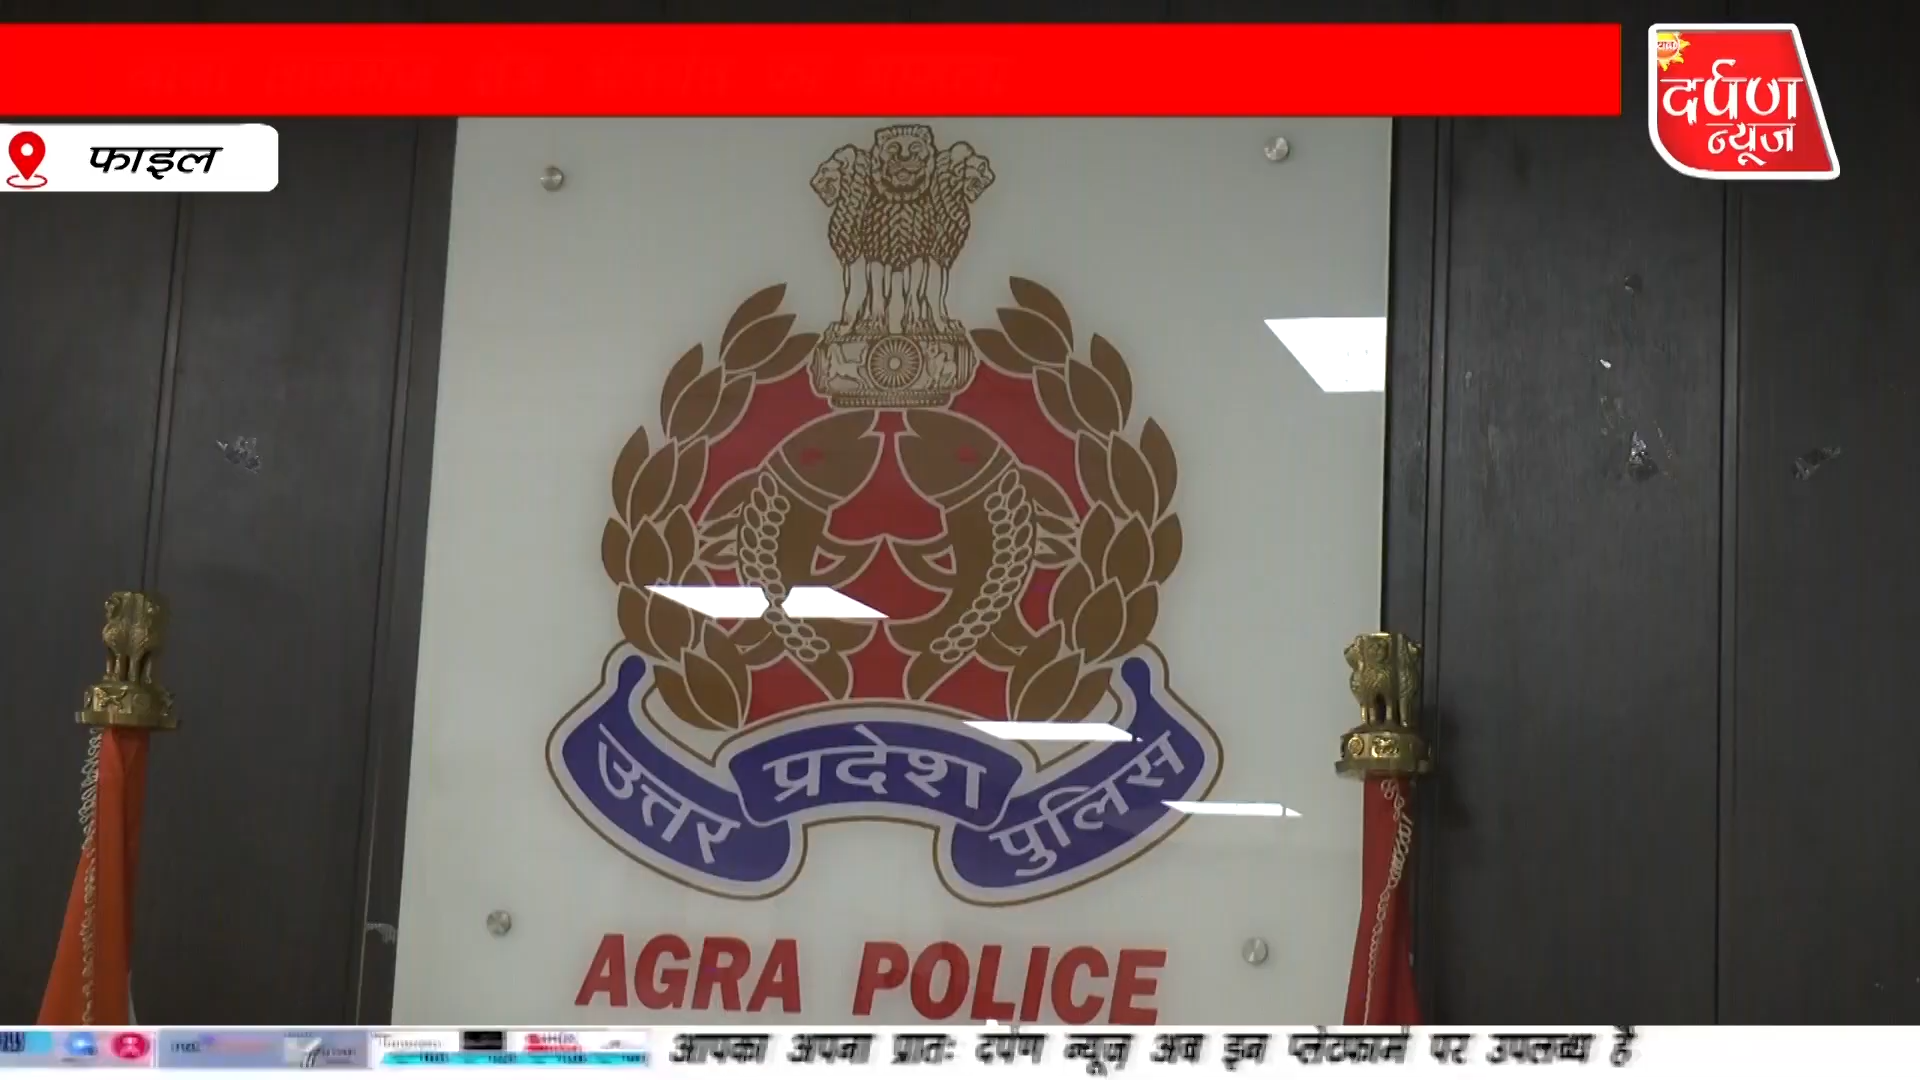 प्रातः
दर्पण
न्यूज
फाइल
उत्तर प्रदेश पुलिस
AGRA POLICE
आपका अपना प्रातः दर्पण न्यूज़ अब इन प्लेटफार्म पर उपलब्ध है